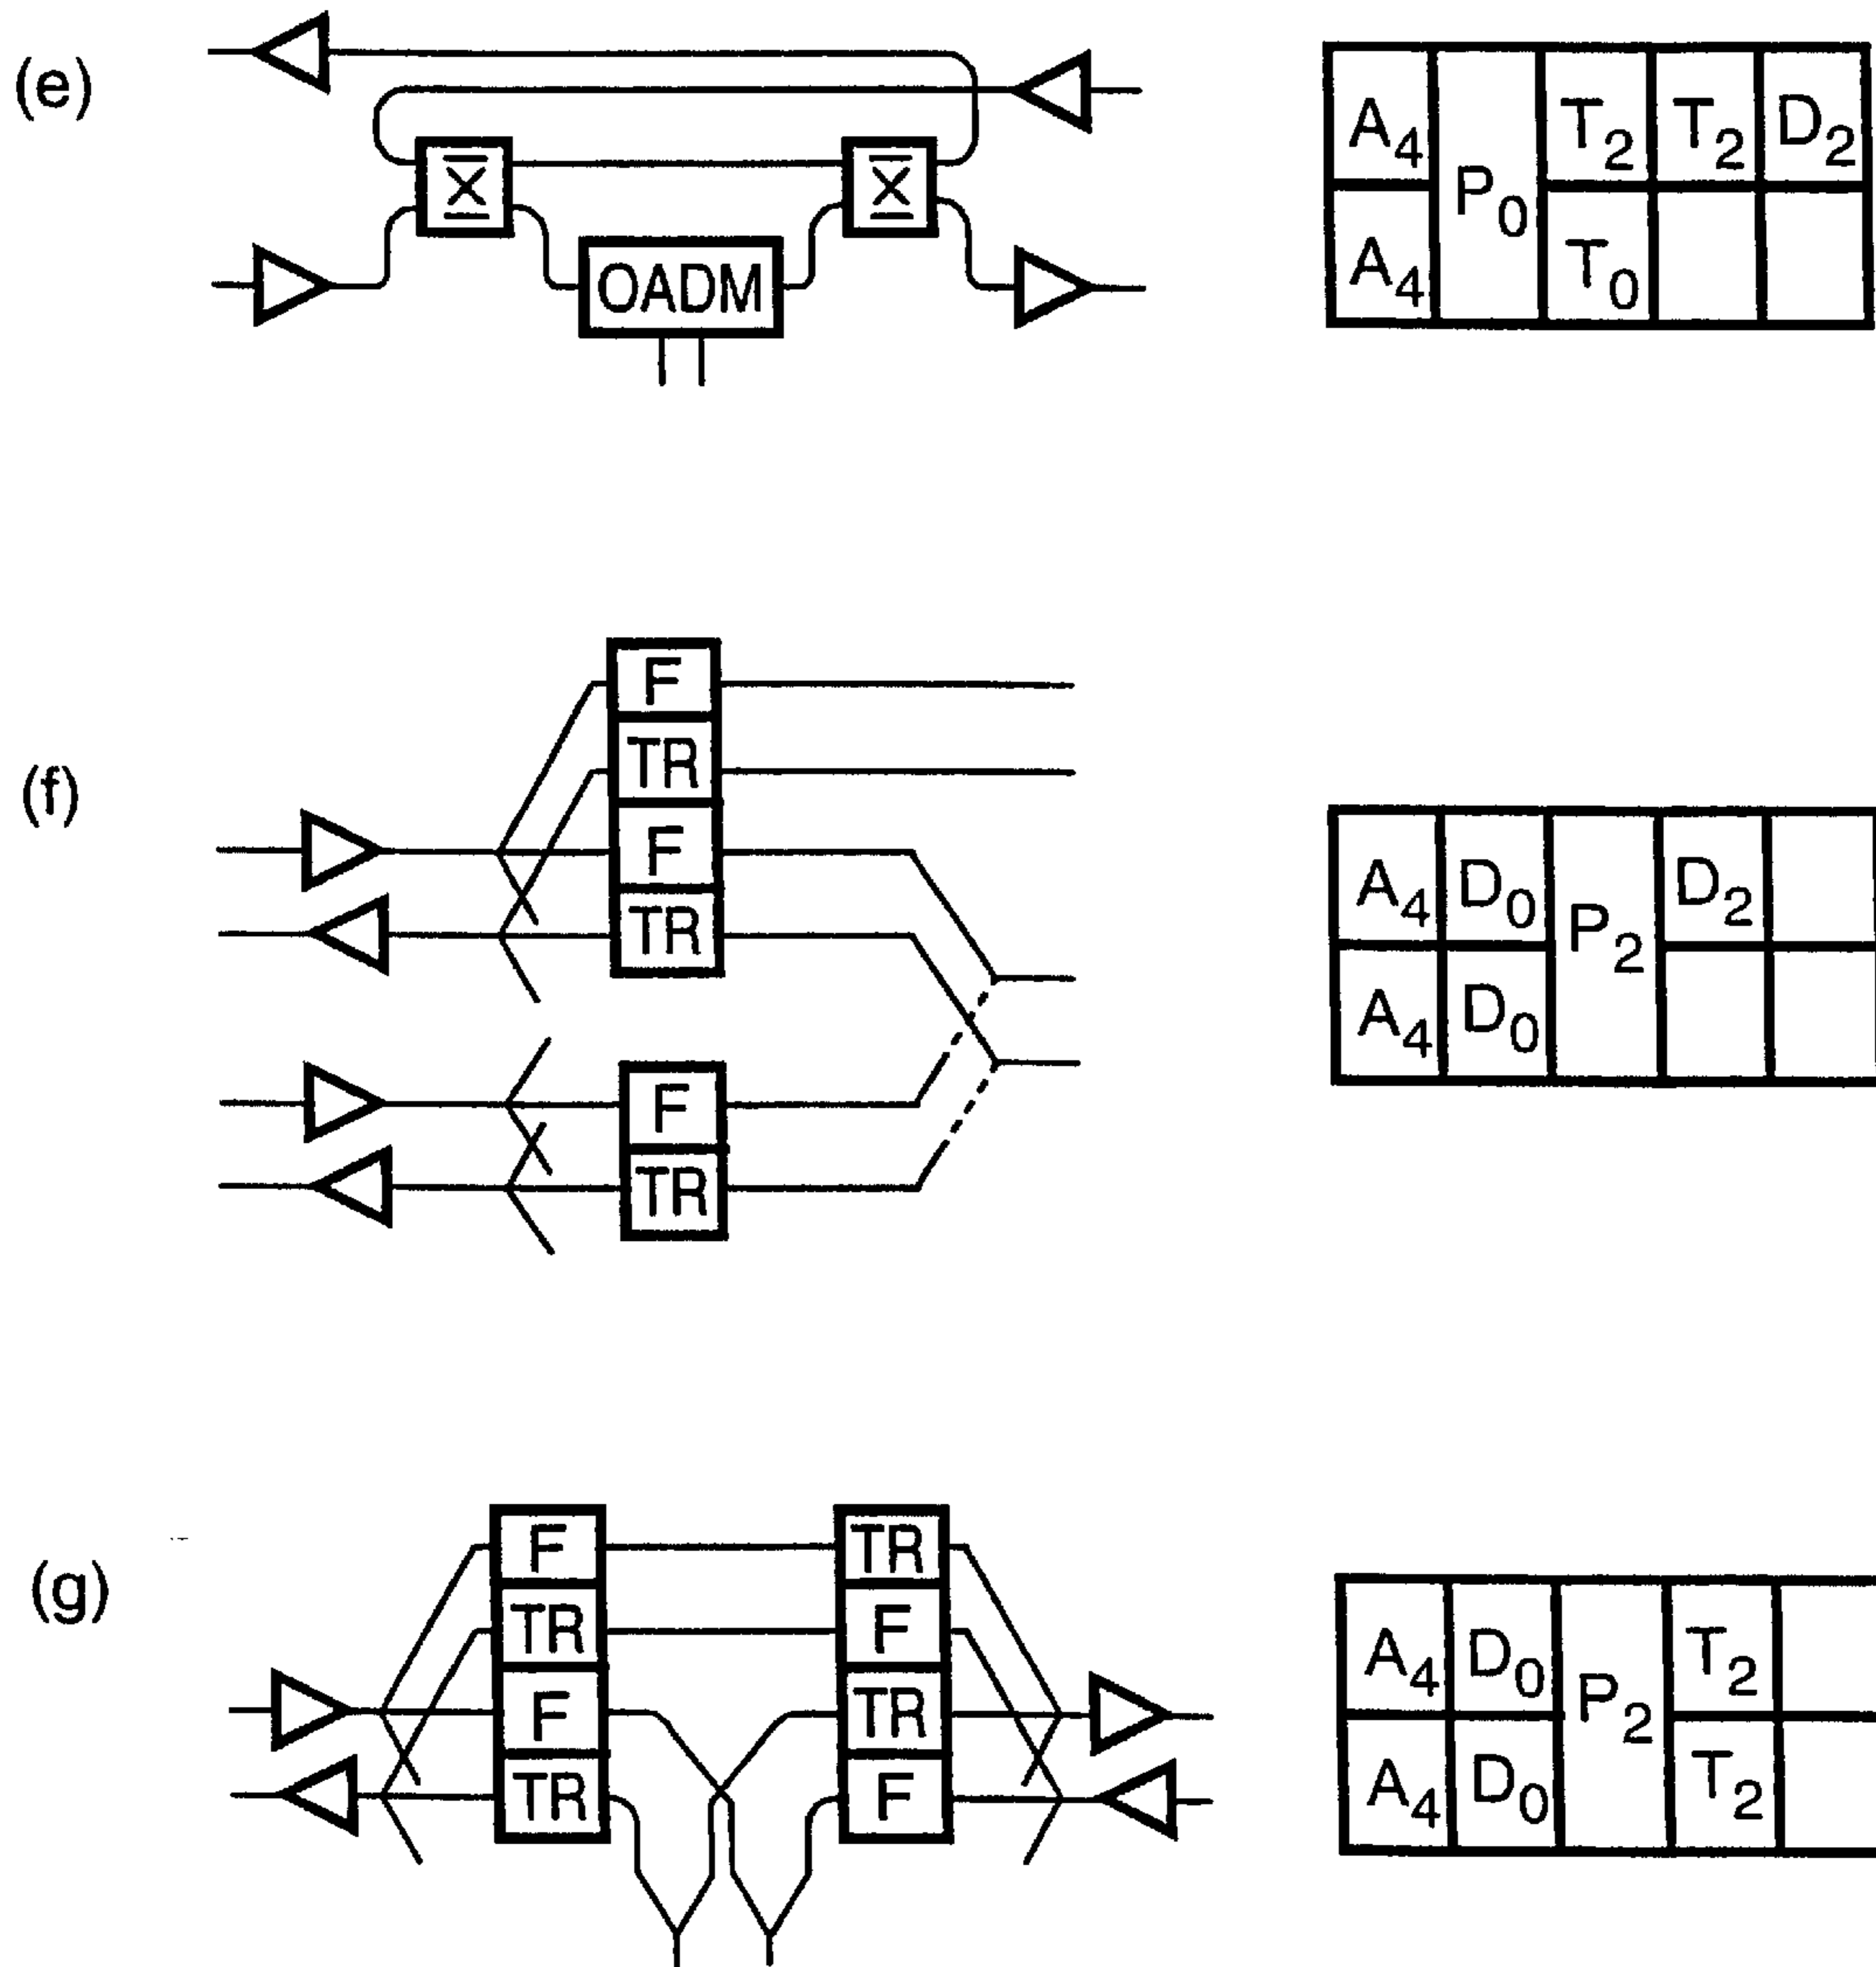 (e)
X X
OADM
A4 P0 T2 T2 D2
A4 T0
(f)
F
TR
F
TR
F
TR
A4 D0 P2 D2
A4 D0
(g)
F TR
TR F
F TR
TR F
A4 D0 P2 T2
A4 D0 T2